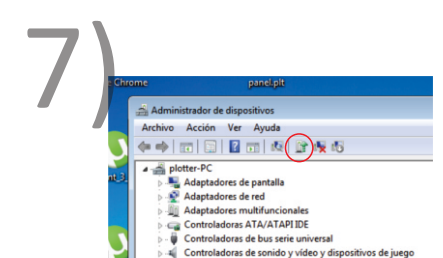 7)
Chrome
panel.plt
Administrador de dispositivos
Archivo Acción Ver Ayuda
plotter-PC
Adaptadores de pantalla
Adaptadores de red
Adaptadores multifuncionales
Controladoras ATA/ATAPI IDE
Controladoras de bus serie universal
Controladoras de sonido y vídeo y dispositivos de juego